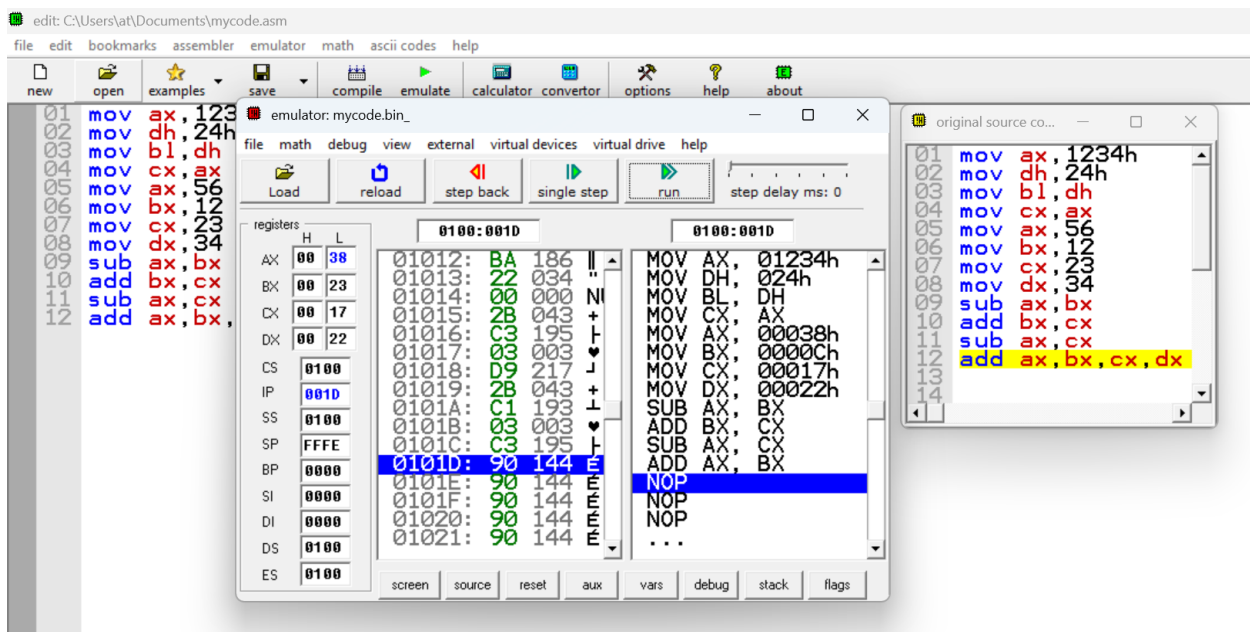 edit: C:\Users\at\Documents\mycode.asm
file edit bookmarks assembler emulator math ascii codes help
new open examples save compile emulate calculator convertor options help about
01 mov ax,123
02 mov dh,24h
03 mov bl,dh
04 mov cx,ax
05 mov ax,56
06 mov bx,12
07 mov cx,23
08 mov dx,34
09 sub ax,bx
10 add bx,cx
11 sub ax,cx
12 add ax,bx,
emulator: mycode.bin_
file math debug view external virtual devices virtual drive help
Load reload step back single step run step delay ms: 0
registers
H L
AX 00 38
BX 00 23
CX 00 17
DX 00 22
CS 0100
IP 001D
SS 0100
SP FFFE
BP 0000
SI 0000
DI 0000
DS 0100
ES 0100
0100:001D
01012: BA 186 ║
01013: 22 034 "
01014: 00 000 NU
01015: 2B 043 +
01016: C3 195 ├
01017: 03 003 ♥
01018: D9 217 ┘
01019: 2B 043 +
0101A: C1 193 ┴
0101B: 03 003 ♥
0101C: C3 195 ├
0101D: 90 144 É
0101E: 90 144 É
0101F: 90 144 É
01020: 90 144 É
01021: 90 144 É
0100:001D
MOV AX, 01234h
MOV DH, 024h
MOV BL, DH
MOV CX, AX
MOV AX, 00038h
MOV BX, 0000Ch
MOV CX, 00017h
MOV DX, 00022h
SUB AX, BX
ADD BX, CX
SUB AX, CX
ADD AX, BX
NOP
NOP
NOP
...
screen source reset aux vars debug stack flags
original source co...
01 mov ax,1234h
02 mov dh,24h
03 mov bl,dh
04 mov cx,ax
05 mov ax,56
06 mov bx,12
07 mov cx,23
08 mov dx,34
09 sub ax,bx
10 add bx,cx
11 sub ax,cx
12 add ax,bx,cx,dx
13
14